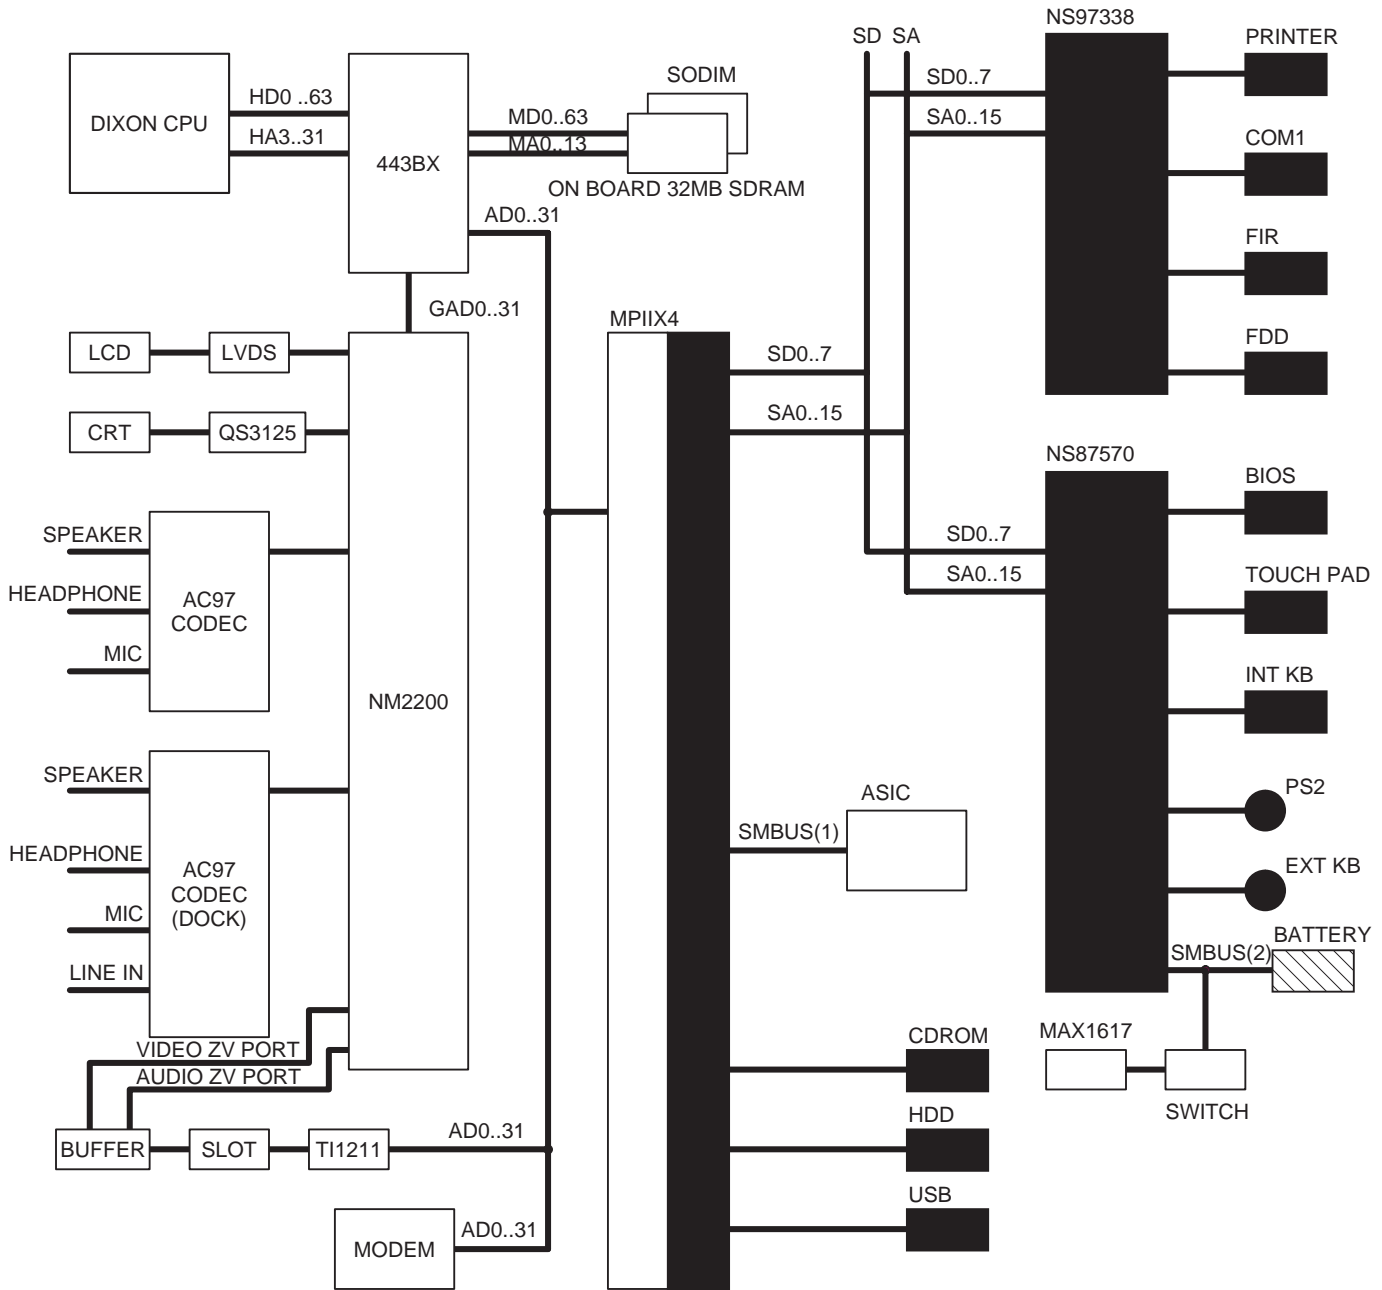 NS97338
SD SA
PRINTER
SODIM
SD0..7
HD0 ..63
MD0..63
SA0..15
DIXON CPU
HA3..31
MA0..13
COM1
443BX
ON BOARD 32MB SDRAM
AD0..31
FIR
GAD0..31
MPIIX4
FDD
LCD
LVDS
SD0..7
SA0..15
CRT
QS3125
NS87570
BIOS
SPEAKER
SD0..7
HEADPHONE
AC97
CODEC
SA0..15
TOUCH PAD
MIC
INT KB
NM2200
SPEAKER
ASIC
PS2
SMBUS(1)
HEADPHONE
AC97
CODEC
(DOCK)
EXT KB
MIC
BATTERY
SMBUS(2)
LINE IN
MAX1617
CDROM
VIDEO ZV PORT
AUDIO ZV PORT
SWITCH
HDD
AD0..31
BUFFER
SLOT
TI1211
USB
AD0..31
MODEM